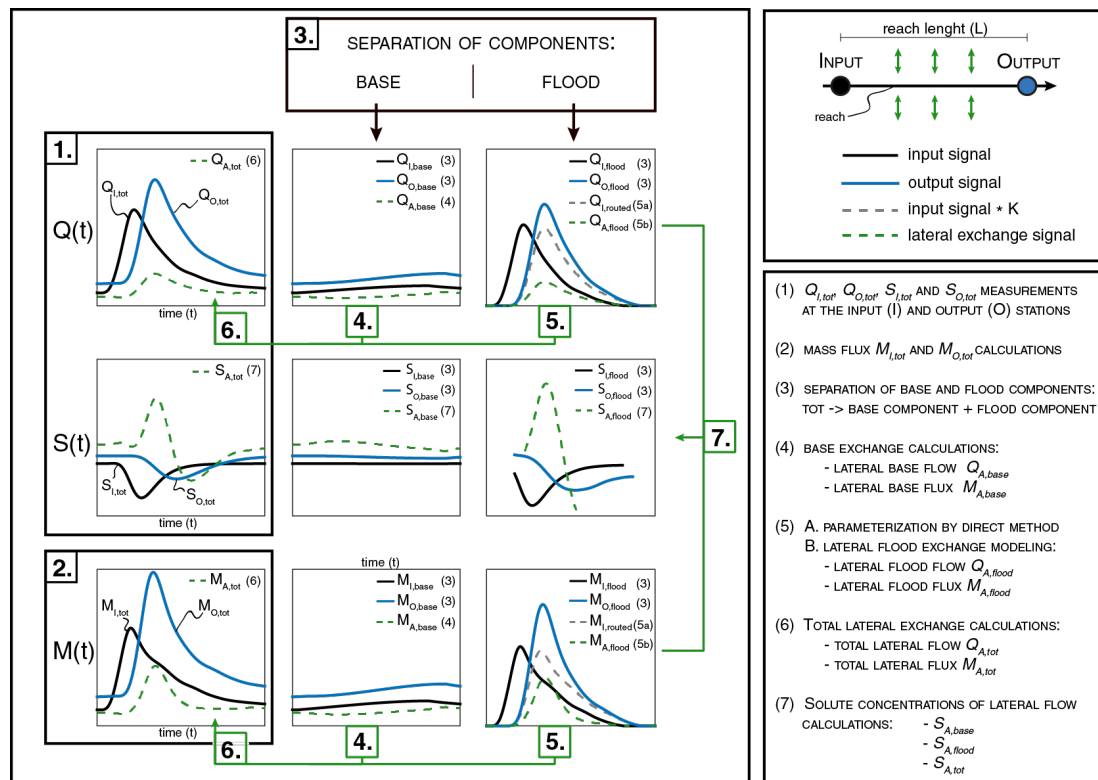 3.
SEPARATION OF COMPONENTS:
BASE
FLOOD
1.
Q(t)
Q_A,tot (6)
Q_I,tot
Q_O,tot
time (t)
Q_I,base (3)
Q_O,base (3)
Q_A,base (4)
Q_I,flood (3)
Q_O,flood (3)
Q_I,routed (5a)
Q_A,flood (5b)
6.
4.
5.
S(t)
S_A,tot (7)
S_I,tot
S_O,tot
time (t)
S_I,base (3)
S_O,base (3)
S_A,base (7)
S_I,flood (3)
S_O,flood (3)
S_A,flood (7)
7.
2.
M(t)
M_A,tot (6)
M_I,tot
M_O,tot
time (t)
M_I,base (3)
M_O,base (3)
M_A,base (4)
M_I,flood (3)
M_O,flood (3)
M_I,routed (5a)
M_A,flood (5b)
6.
4.
5.
reach lenght (L)
INPUT
OUTPUT
reach
input signal
output signal
input signal * K
lateral exchange signal
(1) Q_I,tot, Q_O,tot, S_I,tot AND S_O,tot MEASUREMENTS
AT THE INPUT (I) AND OUTPUT (O) STATIONS
(2) MASS FLUX M_I,tot AND M_O,tot CALCULATIONS
(3) SEPARATION OF BASE AND FLOOD COMPONENTS:
TOT -> BASE COMPONENT + FLOOD COMPONENT
(4) BASE EXCHANGE CALCULATIONS:
- LATERAL BASE FLOW Q_A,base
- LATERAL BASE FLUX M_A,base
(5) A. PARAMETERIZATION BY DIRECT METHOD
B. LATERAL FLOOD EXCHANGE MODELING:
- LATERAL FLOOD FLOW Q_A,flood
- LATERAL FLOOD FLUX M_A,flood
(6) TOTAL LATERAL EXCHANGE CALCULATIONS:
- TOTAL LATERAL FLOW Q_A,tot
- TOTAL LATERAL FLUX M_A,tot
(7) SOLUTE CONCENTRATIONS OF LATERAL FLOW
CALCULATIONS: - S_A,base
- S_A,flood
- S_A,tot